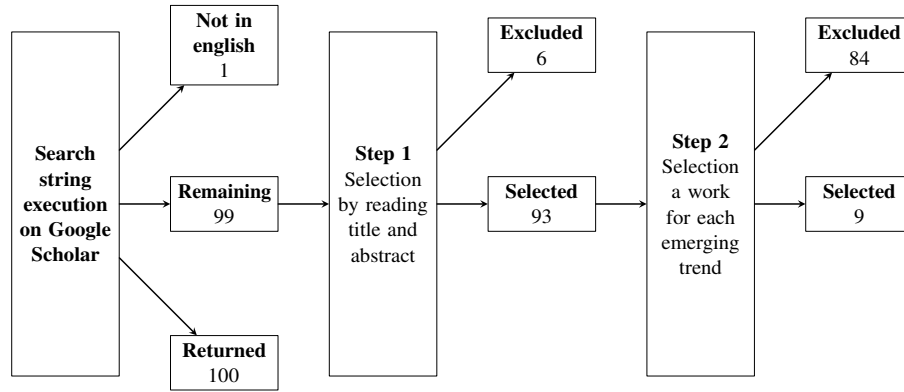 Search
string
execution
on Google
Scholar
Not in
english
1
Remaining
99
Returned
100
Step 1
Selection
by reading
title and
abstract
Excluded
6
Selected
93
Step 2
Selection
a work
for each
emerging
trend
Excluded
84
Selected
9